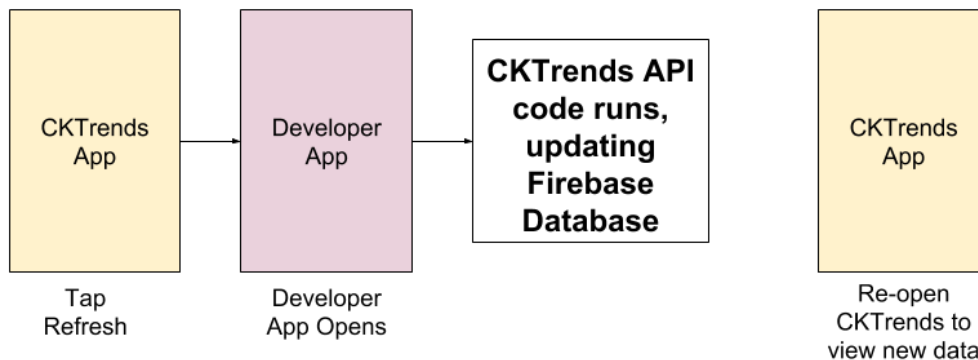 CKTrends
App
Developer
App
CKTrends API
code runs,
updating
Firebase
Database
CKTrends
App
Tap
Refresh
Developer
App Opens
Re-open
CKTrends to
view new data